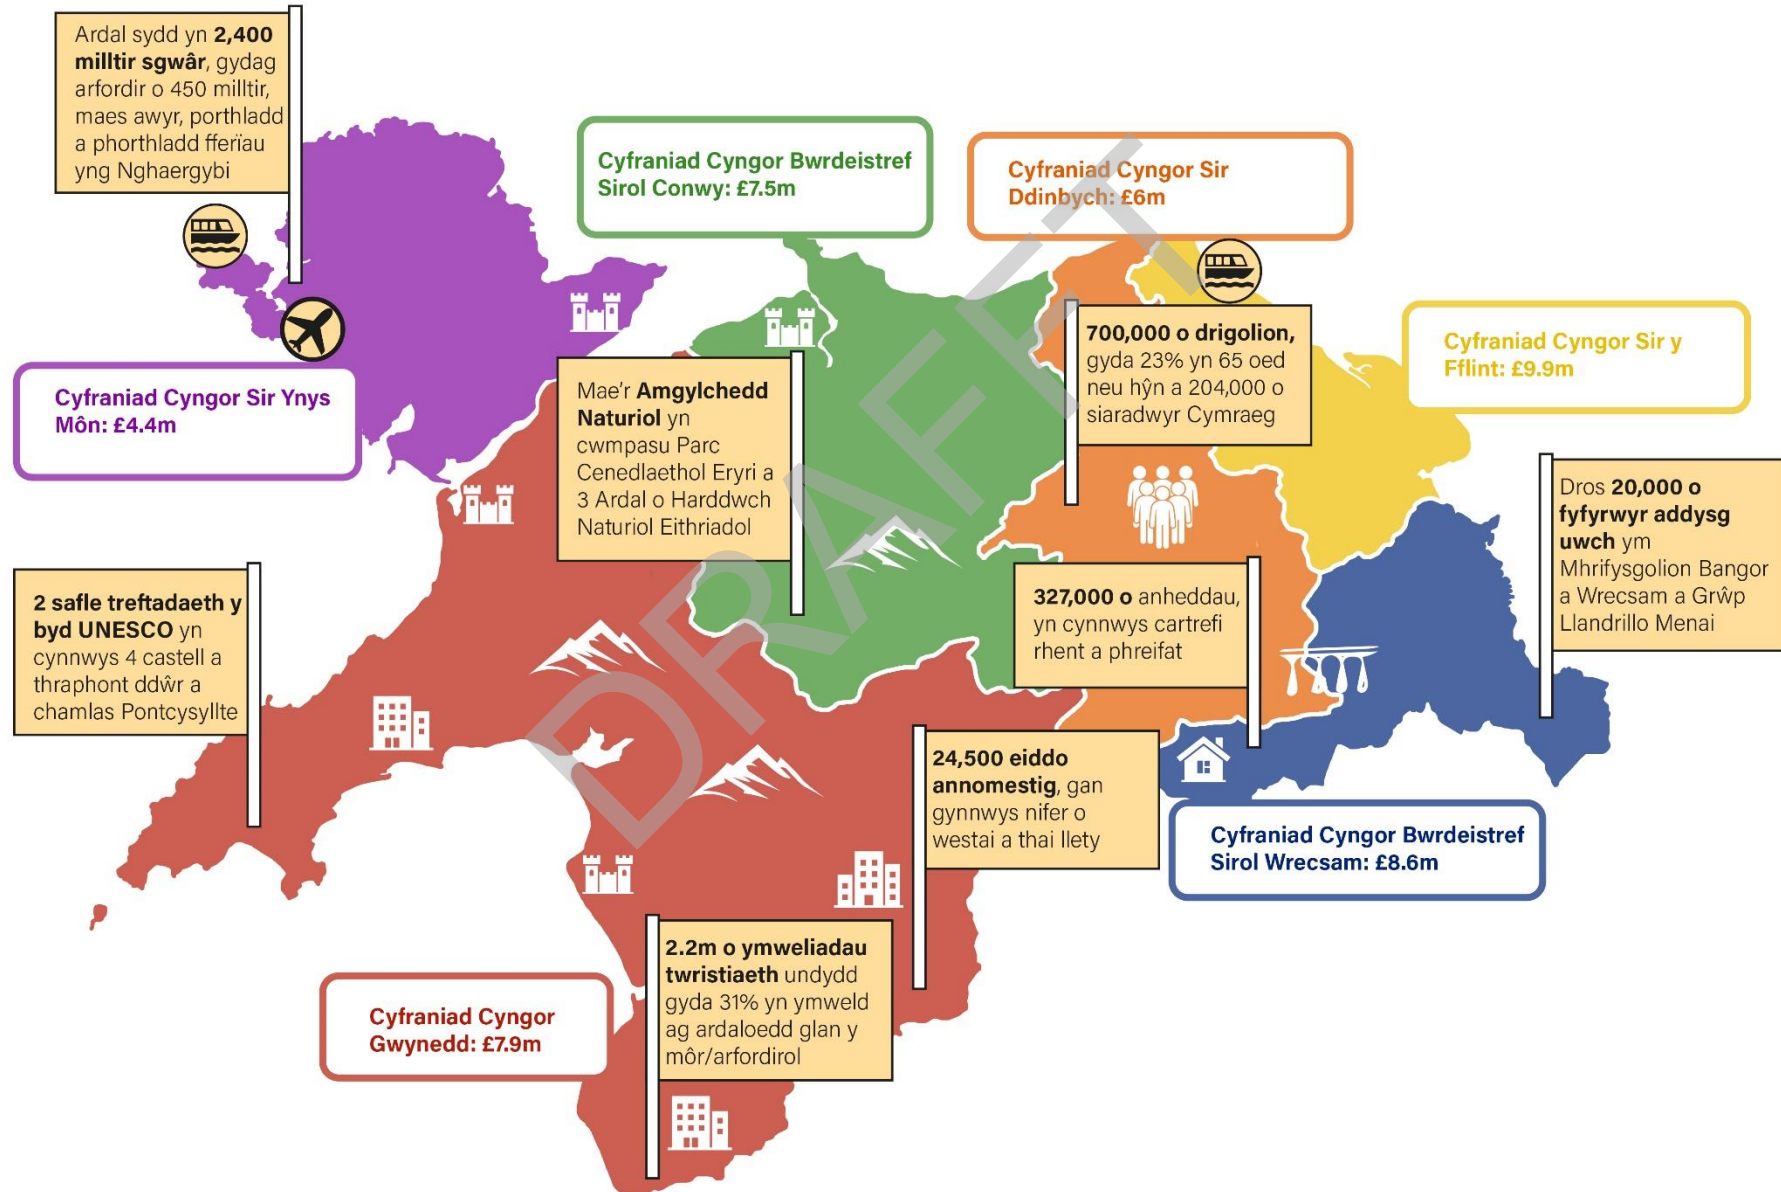 Ardal sydd yn 2,400
milltir sgwâr, gydag
arfordir o 450 milltir,
maes awyr, porthladd
a phorthladd fferïau
yng Nghaergybi
Cyfraniad Cyngor Bwrdeistref
Sirol Conwy: £7.5m
Cyfraniad Cyngor Sir
Ddinbych: £6m
Cyfraniad Cyngor Sir Ynys
Môn: £4.4m
Mae'r Amgylchedd
Naturiol yn
cwmpasu Parc
Cenedlaethol Eryri a
3 Ardal o Harddwch
Naturiol Eithriadol
700,000 o drigolion,
gyda 23% yn 65 oed
neu hŷn a 204,000 o
siaradwyr Cymraeg
Cyfraniad Cyngor Sir y
Fflint: £9.9m
Dros 20,000 o
fyfyrwyr addysg
uwch ym
Mhrifysgolion Bangor
a Wrecsam a Grŵp
Llandrillo Menai
2 safle treftadaeth y
byd UNESCO yn
cynnwys 4 castell a
thraphont ddŵr a
chamlas Pontcysyllte
327,000 o anheddau,
yn cynnwys cartrefi
rhent a phreifat
24,500 eiddo
annomestig, gan
gynnwys nifer o
westai a thai llety
Cyfraniad Cyngor Bwrdeistref
Sirol Wrecsam: £8.6m
2.2m o ymweliadau
twristiaeth undydd
gyda 31% yn ymweld
ag ardaloedd glan y
môr/arfordirol
Cyfraniad Cyngor
Gwynedd: £7.9m
DRAFFT